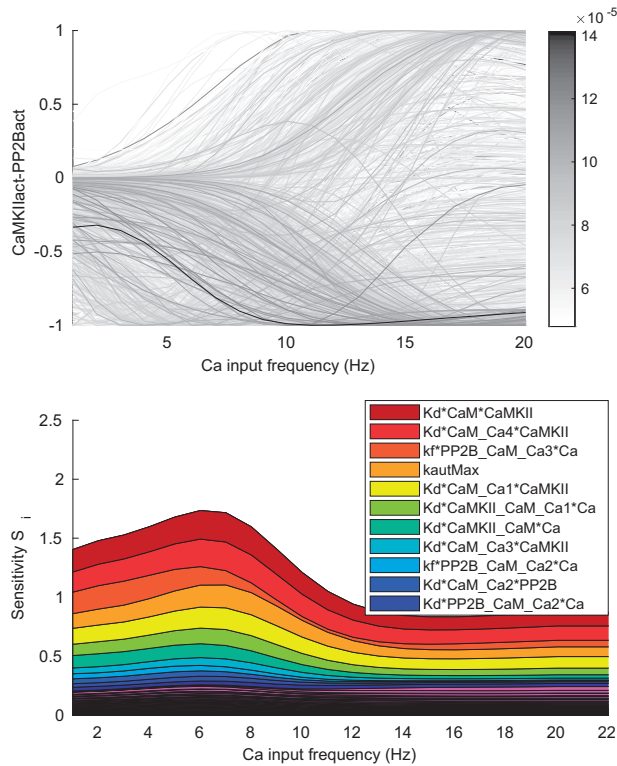 ×10 -5
1
0.5
0
-0.5
-1
CaMKIIact-PP2Bact
5
10
15
20
Ca input frequency (Hz)
14
12
10
8
6
2.5
2
1.5
1
0.5
0
Sensitivity S i
2
4
6
8
10
12
14
16
18
20
22
Ca input frequency (Hz)
Kd*CaM*CaMKII
Kd*CaM_Ca4*CaMKII
kf*PP2B_CaM_Ca3*Ca
kautMax
Kd*CaM_Ca1*CaMKII
Kd*CaMKII_CaM_Ca1*Ca
Kd*CaMKII_CaM*Ca
Kd*CaM_Ca3*CaMKII
kf*PP2B_CaM_Ca2*Ca
Kd*CaM_Ca2*PP2B
Kd*PP2B_CaM_Ca2*Ca